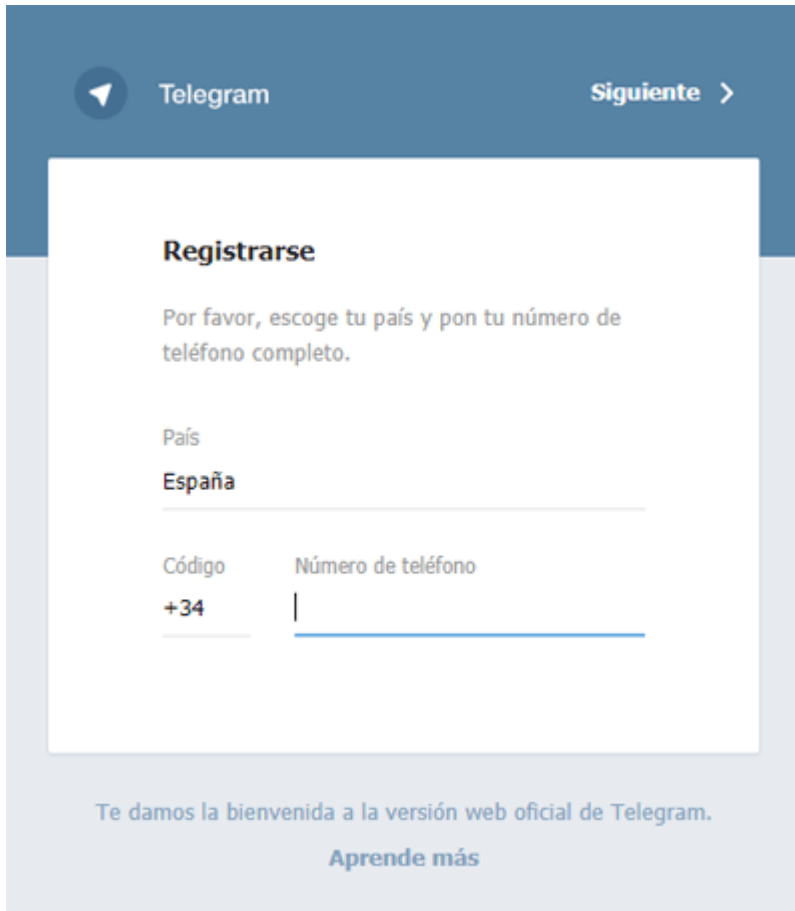 Telegram
Siguiente
Registrarse
Por favor, escoge tu país y pon tu número de
teléfono completo.
País
España
Código
Número de teléfono
+34
Te damos la bienvenida a la versión web oficial de Telegram.
Aprende más